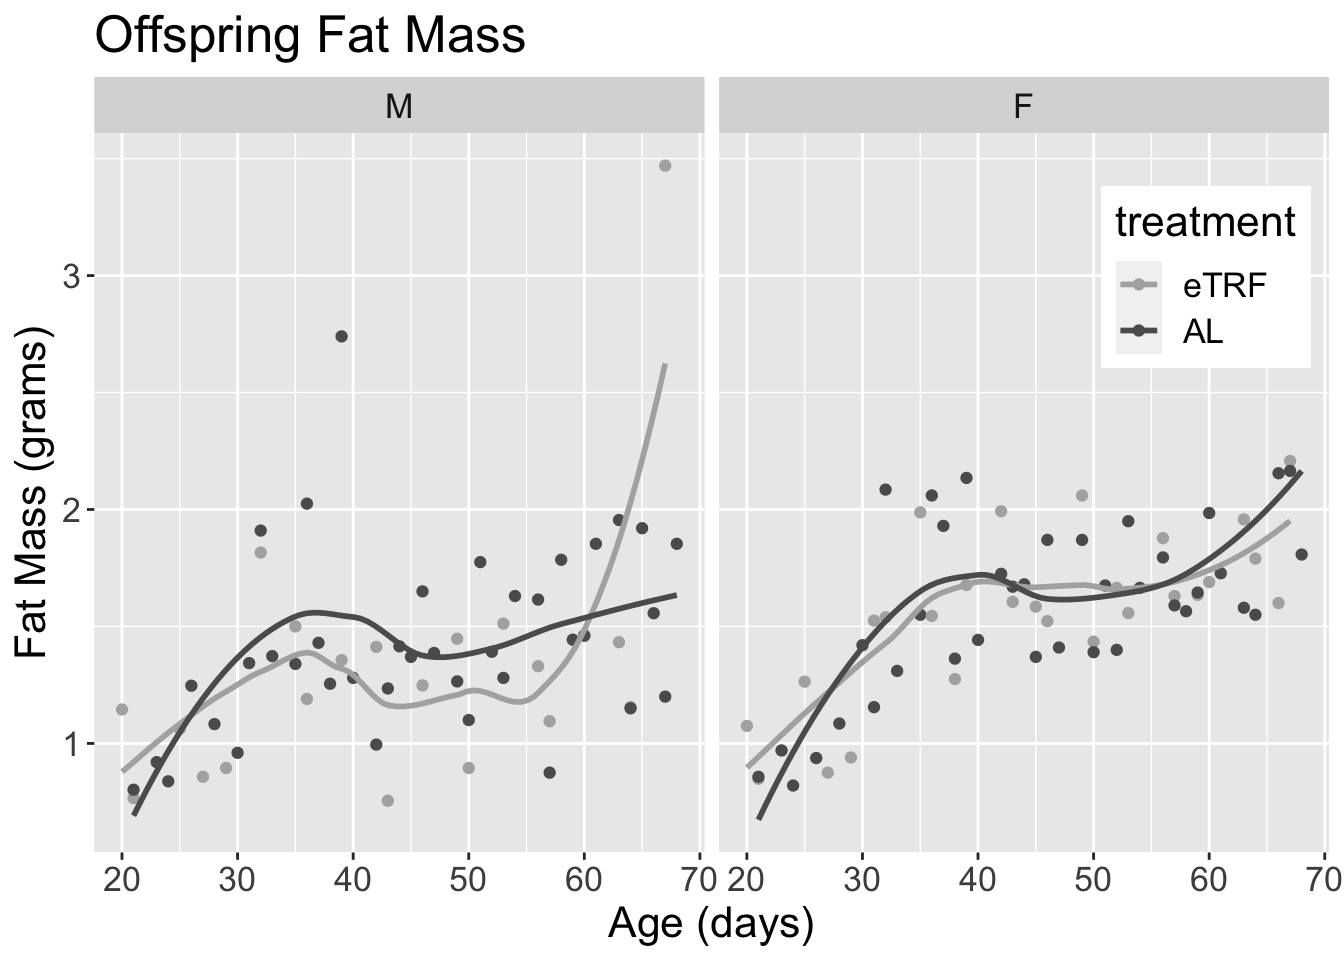 Offspring Fat Mass
M
F
treatment
eTRF
AL
Fat Mass (grams)
3
2
1
20 30 40 50 60 70
20 30 40 50 60 70
Age (days)